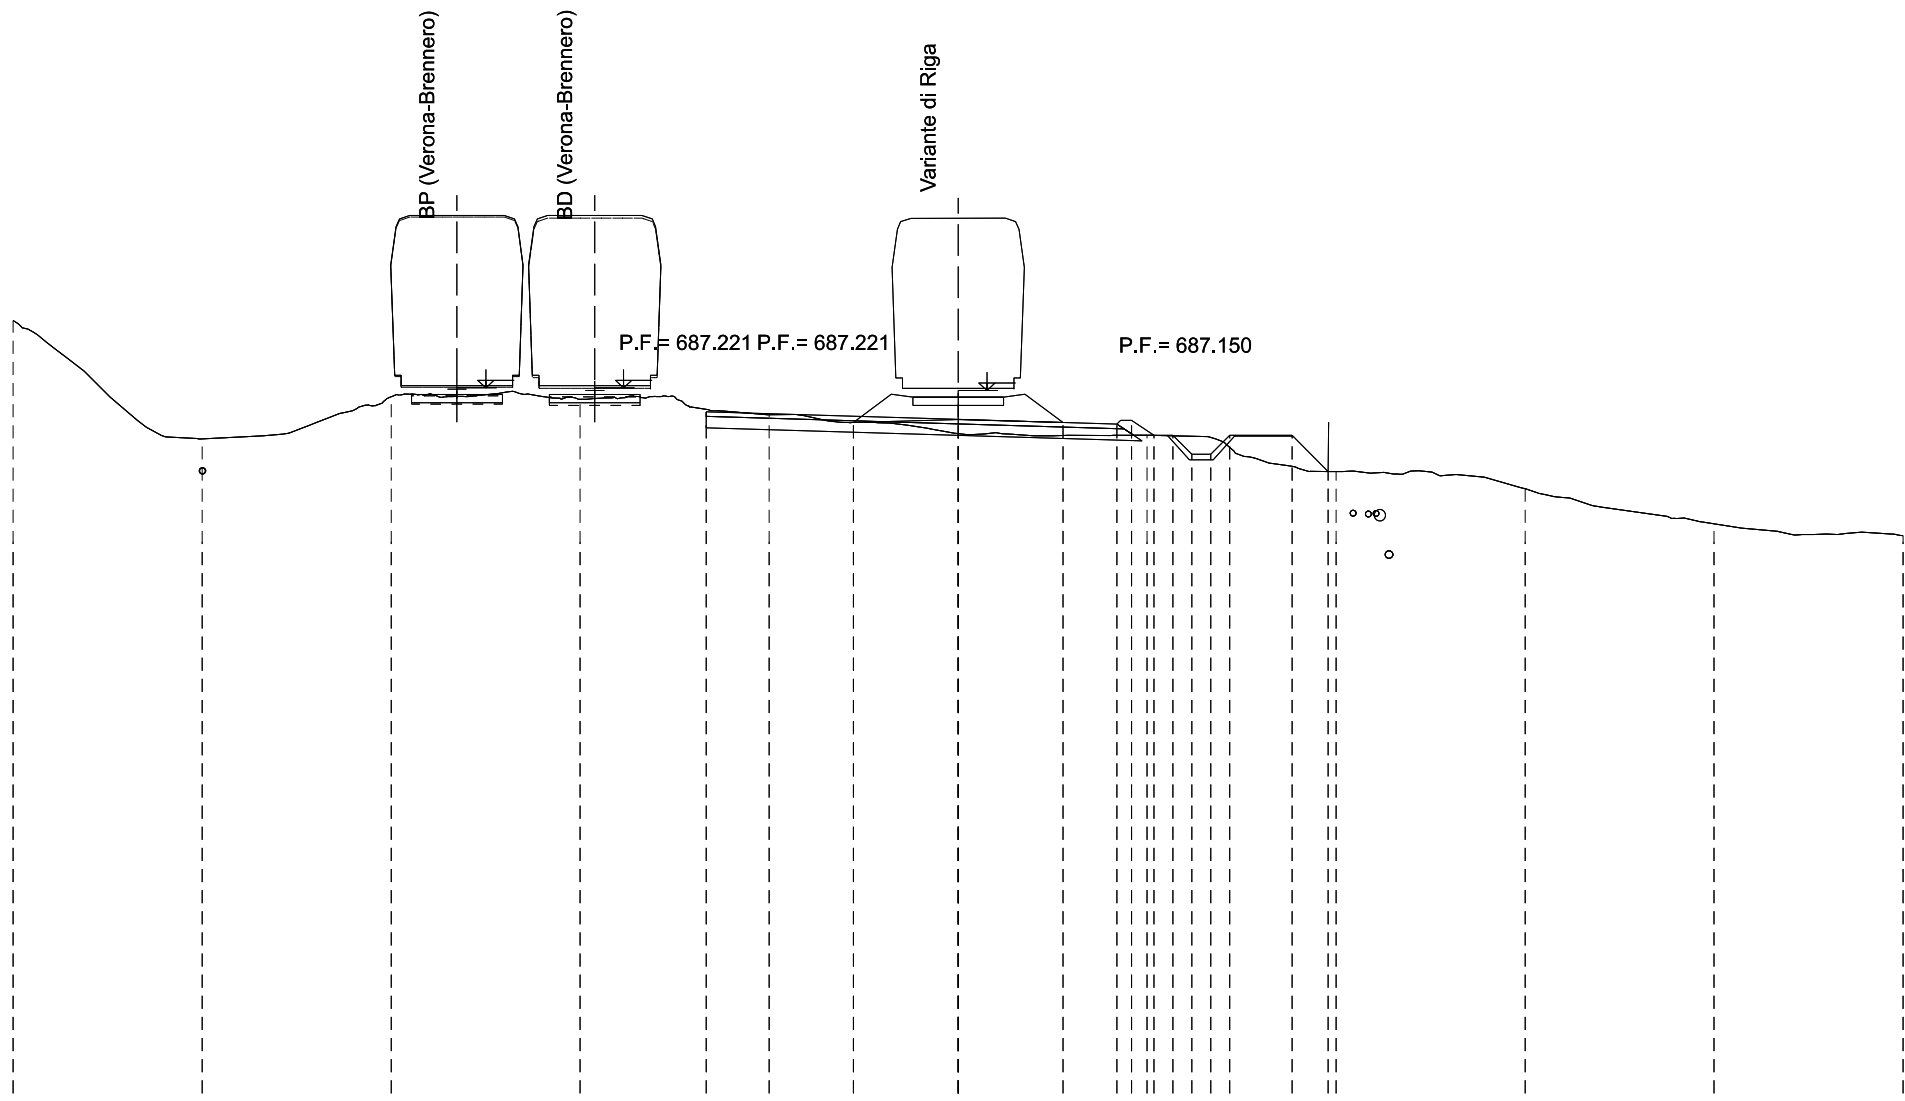 BP (Verona-Brennero)
BD (Verona-Brennero)
Variante di Riga
P.F.= 687.221
P.F.= 687.221
P.F.= 687.150